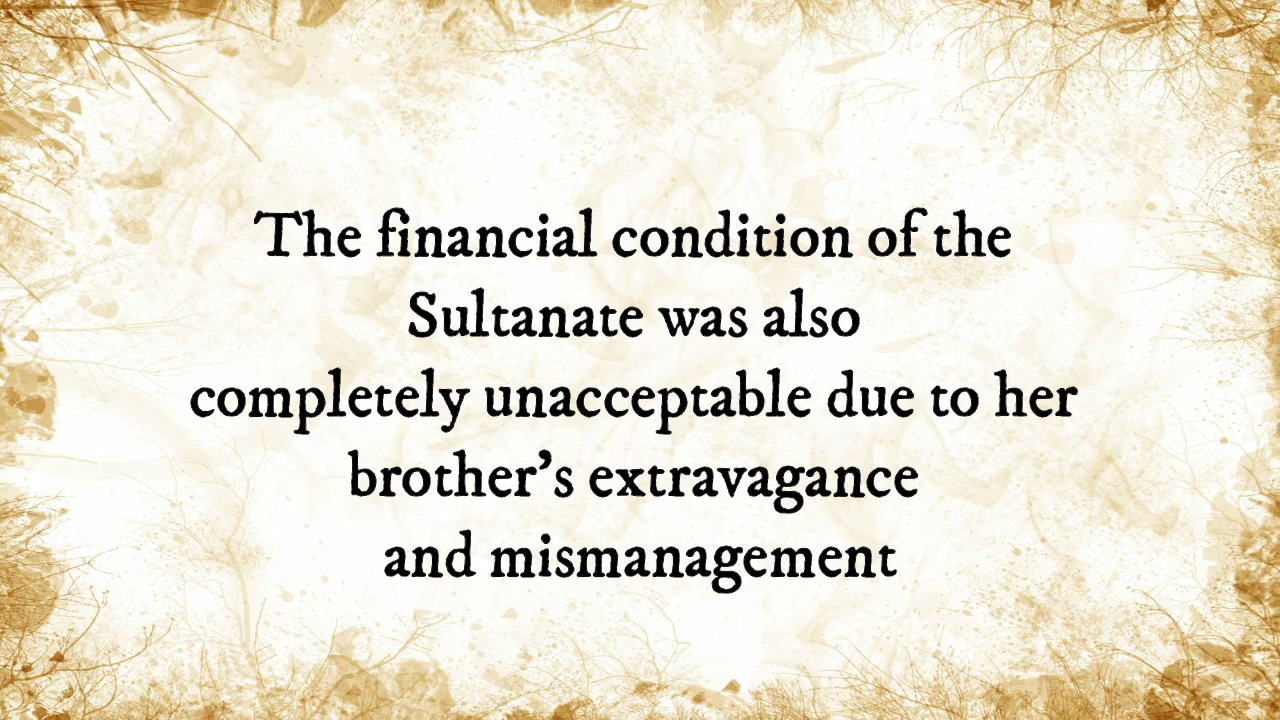 The financial condition of the
Sultanate was also
completely unacceptable due to her
brother’s extravagance
and mismanagement